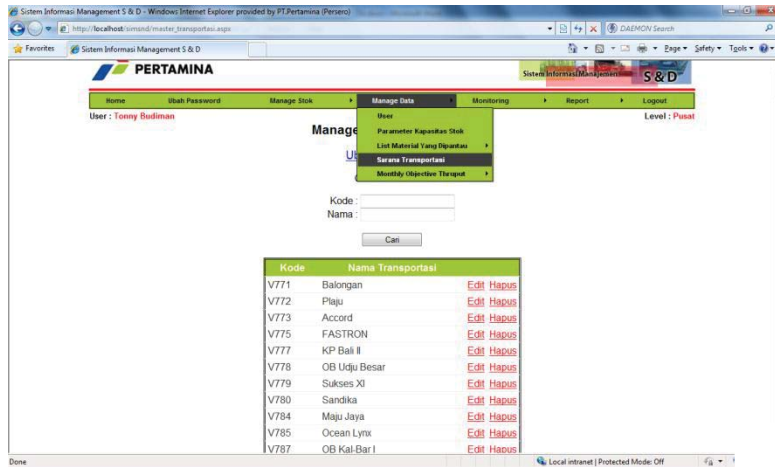 Sistem Informasi Management S & D - Windows Internet Explorer provided by PT.Pertamina (Persero)
http://localhost/simsnd/master_transportasi.aspx
DAEMON Search
Favorites Sistem Informasi Management S & D Page Safety Tools
PERTAMINA
Sistem Informasi Manajemen S & D
Home Ubah Password Manage Stok Manage Data Monitoring Report Logout
User : Tonny Budiman Level : Pusat
User
Parameter Kapasitas Stok
List Material Yang Dipantau
Sarana Transportasi
Monthly Objective Thruput
Manage
Kode :
Nama :
Cari
Kode Nama Transportasi
V771 Balongan Edit Hapus
V772 Plaju Edit Hapus
V773 Accord Edit Hapus
V775 FASTRON Edit Hapus
V777 KP Bali II Edit Hapus
V778 OB Udju Besar Edit Hapus
V779 Sukses XI Edit Hapus
V780 Sandika Edit Hapus
V784 Maju Jaya Edit Hapus
V785 Ocean Lynx Edit Hapus
V787 OB Kal-Bar I Edit Hapus
Done Local intranet | Protected Mode: Off